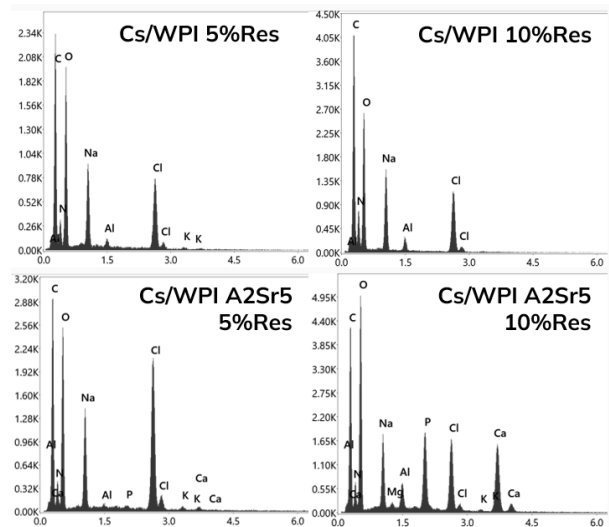 Cs/WPI 5%Res
2.34K
2.08K
1.82K
1.56K
1.30K
1.04K
0.78K
0.52K
0.26K
0.00K
C
O
N
Al
Na
Al
Cl
Cl
K
K
0.0
1.5
3.0
4.5
6.0
Cs/WPI 10%Res
4.50K
4.05K
3.60K
3.15K
2.70K
2.25K
1.80K
1.35K
0.90K
0.45K
0.00K
C
O
N
Al
Na
Al
Cl
Cl
0.0
1.5
3.0
4.5
6.0
Cs/WPI A2Sr5
5%Res
3.20K
2.88K
2.56K
2.24K
1.92K
1.60K
1.28K
0.96K
0.64K
0.32K
0.00K
C
O
Al
N
Ca
Na
Al
P
Cl
Cl
K
K
Ca
Ca
0.0
1.5
3.0
4.5
6.0
Cs/WPI A2Sr5
10%Res
4.95K
4.40K
3.85K
3.30K
2.75K
2.20K
1.65K
1.10K
0.55K
0.00K
C
O
Al
N
Ca
Na
Mg
Al
P
Cl
Cl
K
K
Ca
Ca
0.0
1.5
3.0
4.5
6.0